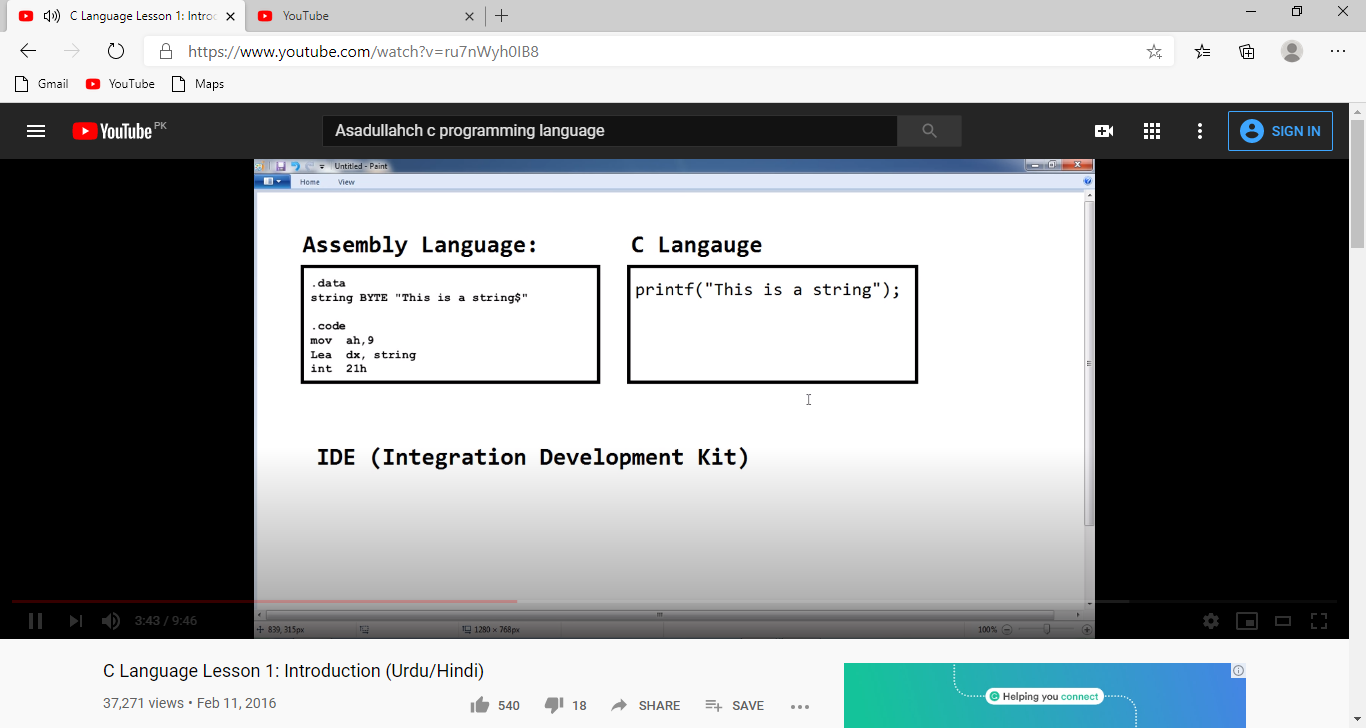 C Language Lesson 1: Introd
YouTube
https://www.youtube.com/watch?v=ru7nWyh0IB8
Gmail
YouTube
Maps
YouTube PK
Asadullahch c programming language
SIGN IN
Untitled - Paint
Home
View
Assembly Language:
.data
string BYTE "This is a string$"
.code
mov ah,9
Lea dx, string
int 21h
C Langauge
printf("This is a string");
IDE (Integration Development Kit)
839, 315px
1280 × 768px
100%
3:43 / 9:46
C Language Lesson 1: Introduction (Urdu/Hindi)
37,271 views • Feb 11, 2016
540
18
SHARE
SAVE
Helping you connect